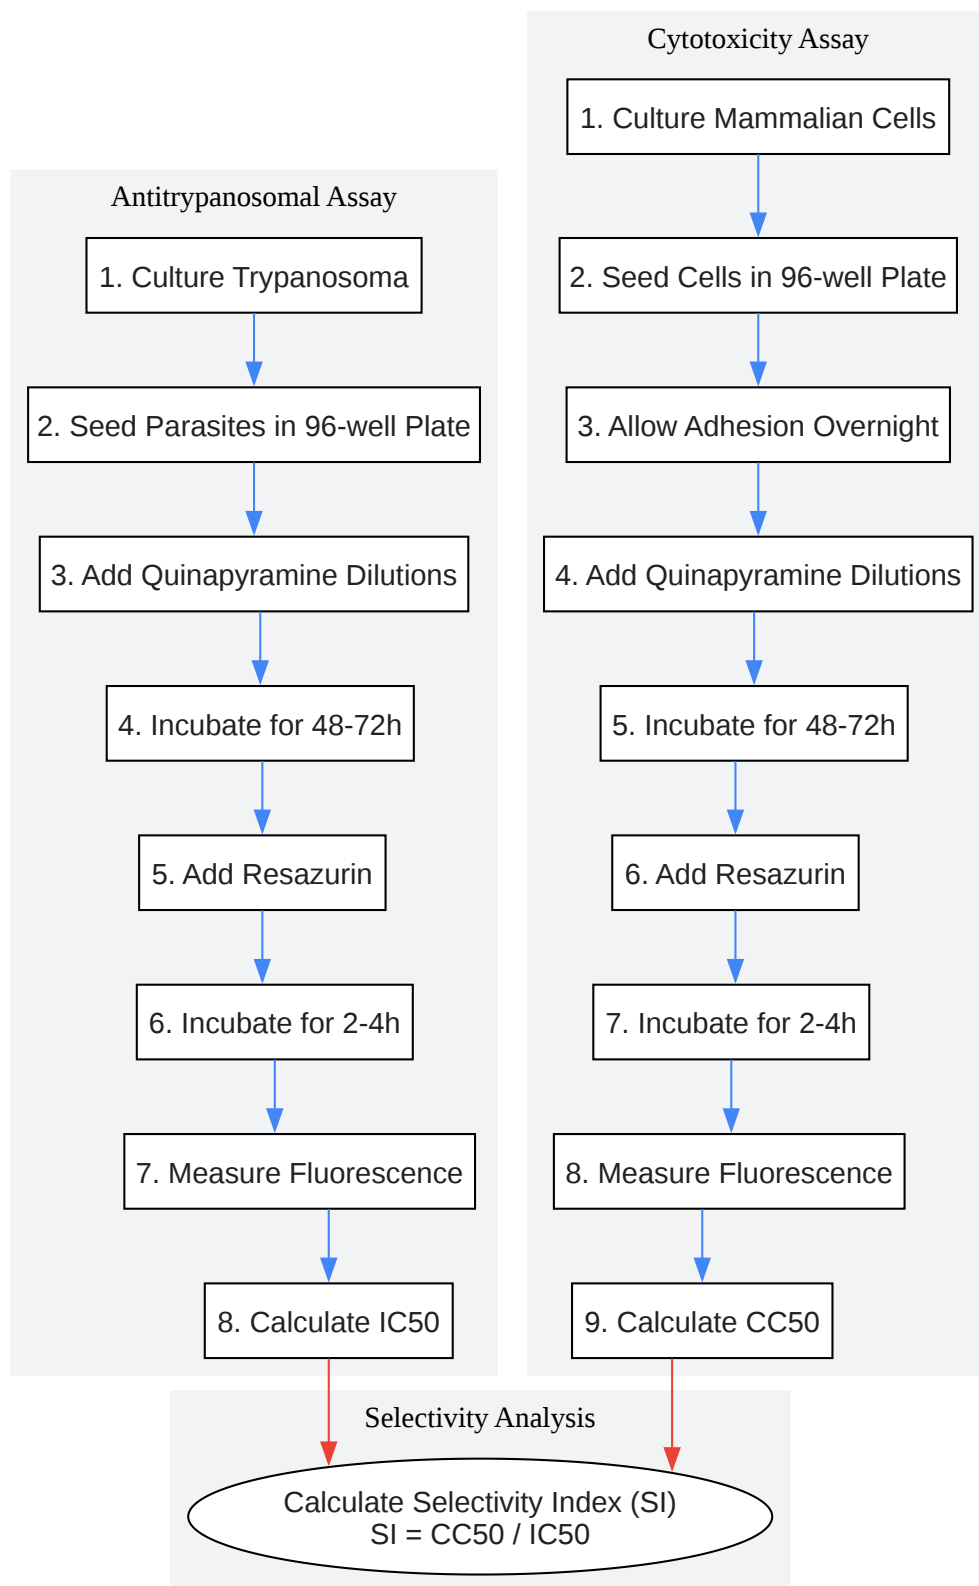 Antitrypanosomal Assay
1. Culture Trypanosoma
2. Seed Parasites in 96-well Plate
3. Add Quinapyramine Dilutions
4. Incubate for 48-72h
5. Add Resazurin
6. Incubate for 2-4h
7. Measure Fluorescence
8. Calculate IC50
Cytotoxicity Assay
1. Culture Mammalian Cells
2. Seed Cells in 96-well Plate
3. Allow Adhesion Overnight
4. Add Quinapyramine Dilutions
5. Incubate for 48-72h
6. Add Resazurin
7. Incubate for 2-4h
8. Measure Fluorescence
9. Calculate CC50
Selectivity Analysis
Calculate Selectivity Index (SI)
SI = CC50 / IC50